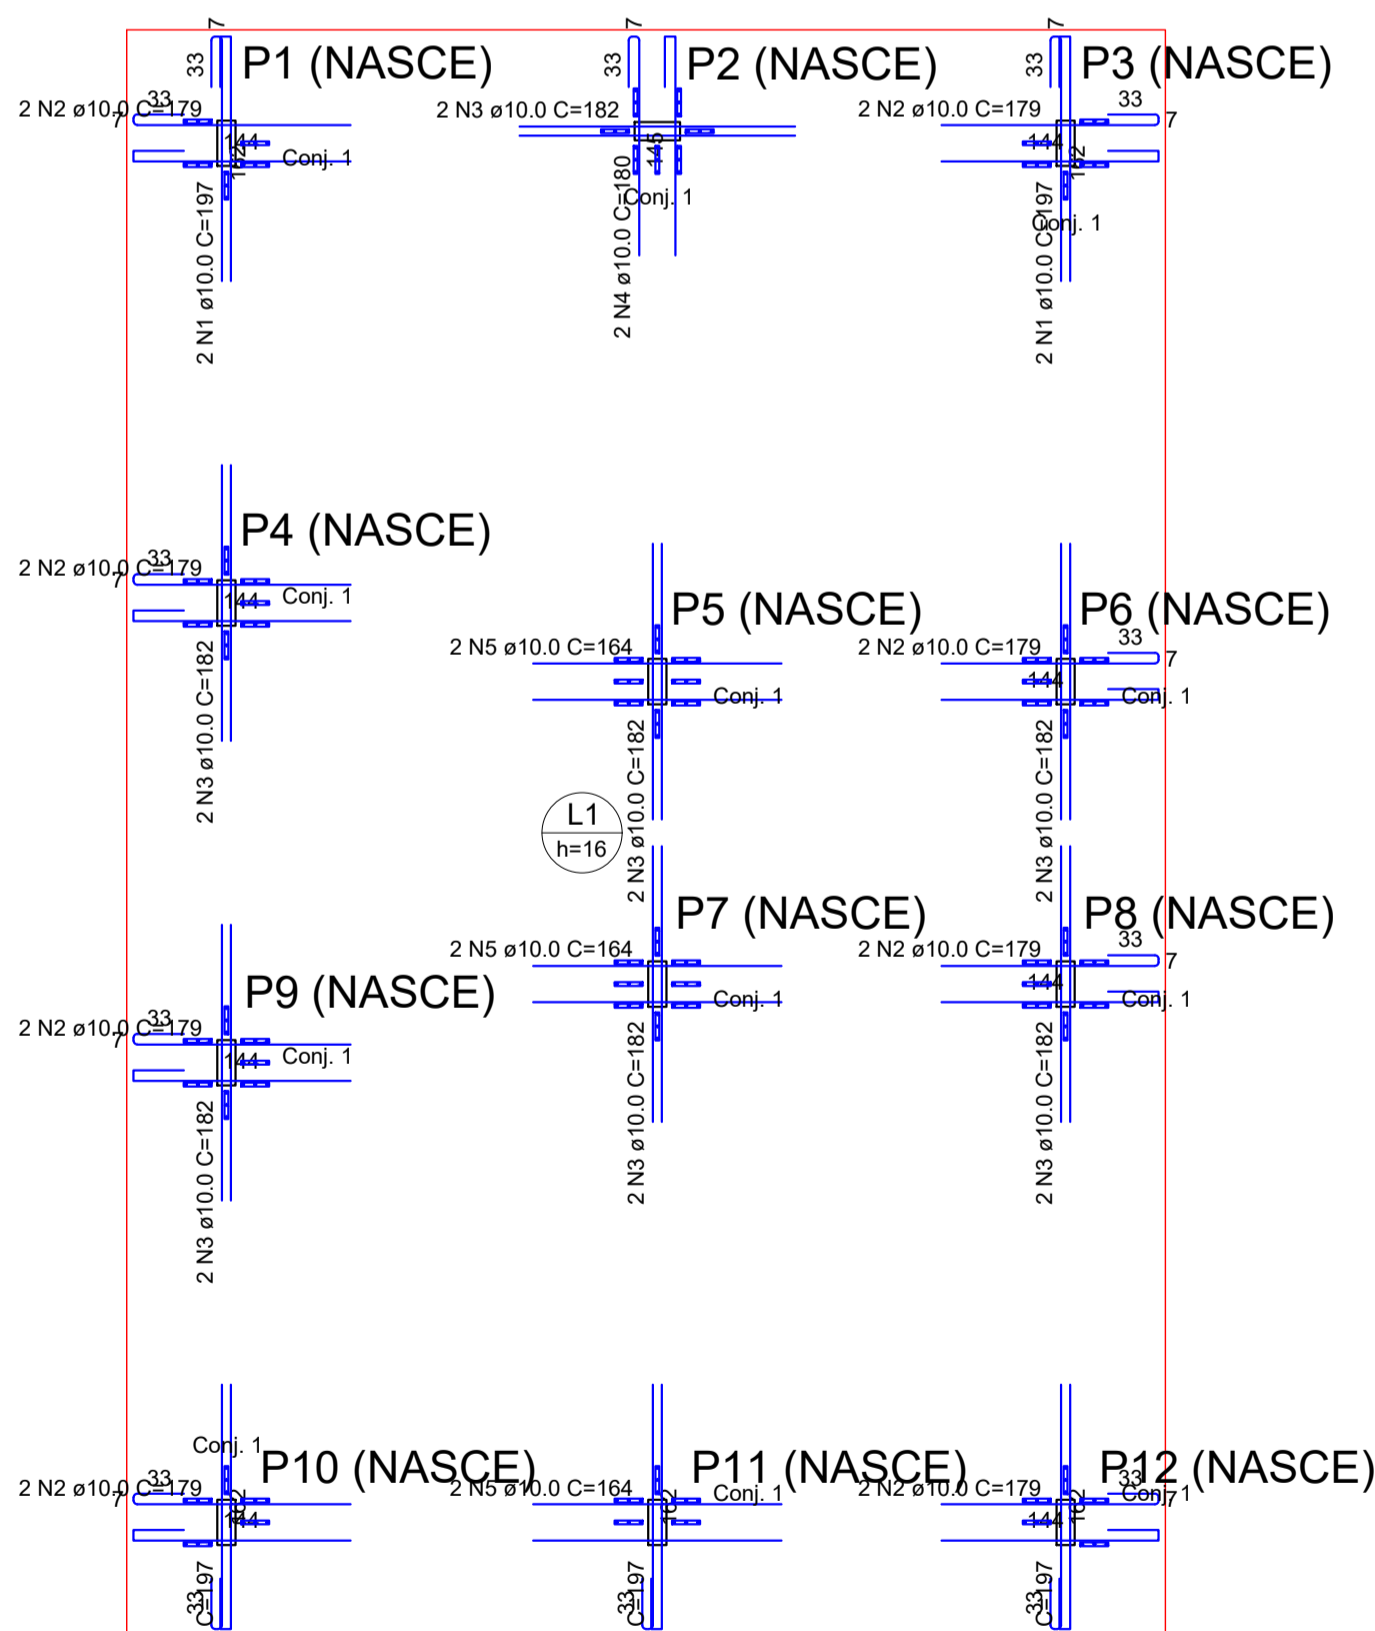 7
33
P1 (NASCE)
2 N2 ø10.0 C=179
33
7
144
162
Conj. 1
2 N1 ø10.0 C=197
7
33
P2 (NASCE)
2 N3 ø10.0 C=182
145
Conj. 1
2 N4 ø10.0 C=180
7
33
P3 (NASCE)
2 N2 ø10.0 C=179
33
7
144
162
Conj. 1
2 N1 ø10.0 C=197
P4 (NASCE)
2 N2 ø10.0 C=179
33
7
144
Conj. 1
2 N3 ø10.0 C=182
P5 (NASCE)
2 N5 ø10.0 C=164
Conj. 1
2 N3 ø10.0 C=182
P6 (NASCE)
2 N2 ø10.0 C=179
33
7
144
Conj. 1
2 N3 ø10.0 C=182
L1
h=16
P7 (NASCE)
2 N5 ø10.0 C=164
Conj. 1
2 N3 ø10.0 C=182
P8 (NASCE)
2 N2 ø10.0 C=179
33
7
144
Conj. 1
2 N3 ø10.0 C=182
P9 (NASCE)
2 N2 ø10.0 C=179
33
7
144
Conj. 1
2 N3 ø10.0 C=182
Conj. 1
P10 (NASCE)
2 N2 ø10.0 C=179
33
7
162
144
33
C=197
P11 (NASCE)
2 N5 ø10.0 C=164
Conj. 1
162
33
C=197
P12 (NASCE)
2 N2 ø10.0 C=179
33
Conj. 1
7
144
162
33
C=197